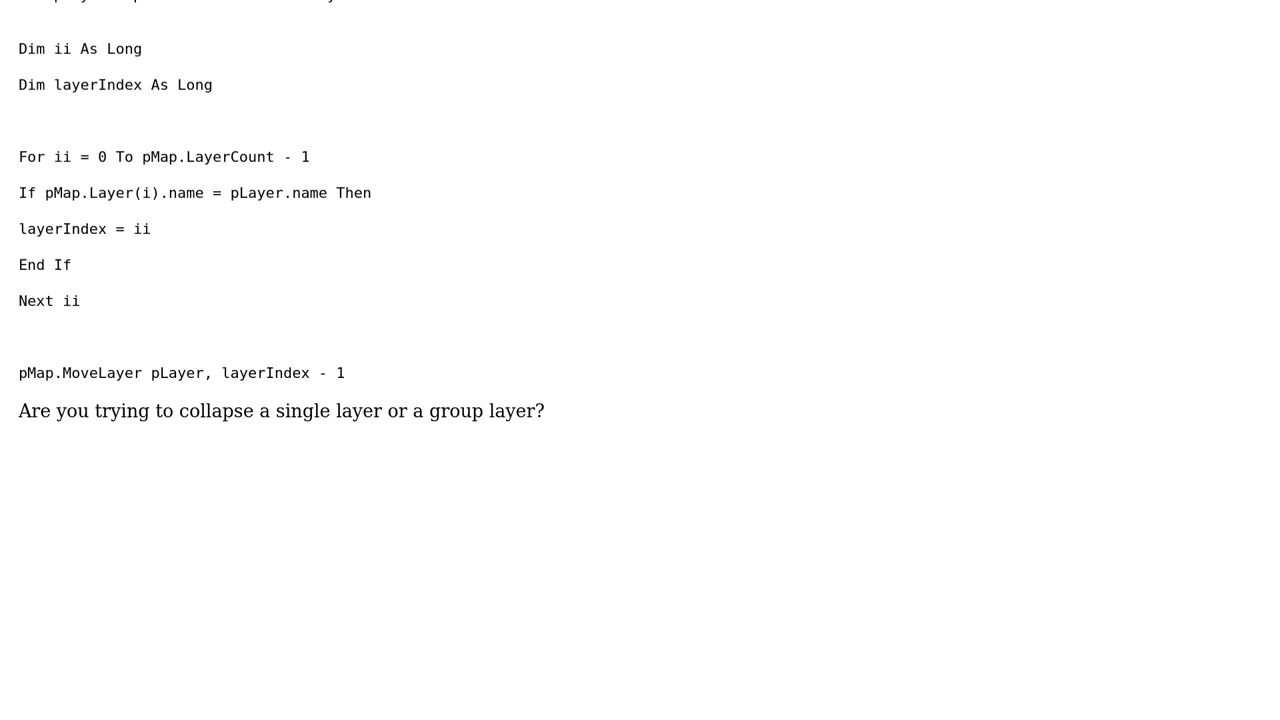 Dim ii As Long
Dim layerIndex As Long
For ii = 0 To pMap.LayerCount - 1
If pMap.Layer(i).name = pLayer.name Then
layerIndex = ii
End If
Next ii
pMap.MoveLayer pLayer, layerIndex - 1
Are you trying to collapse a single layer or a group layer?